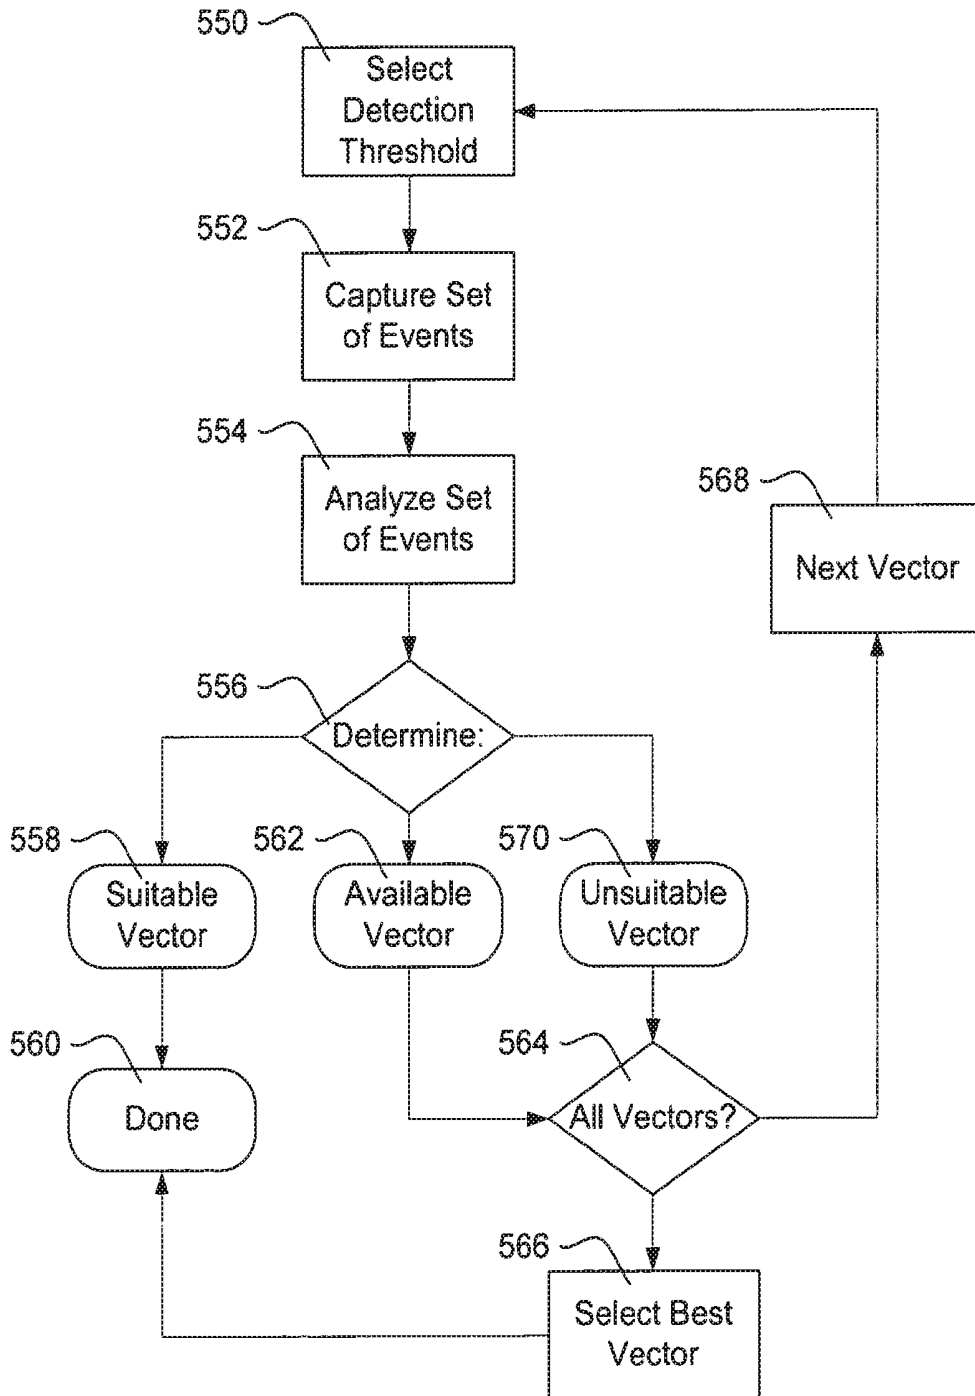 550
Select
Detection
Threshold
552
Capture Set
of Events
554
Analyze Set
of Events
568
Next Vector
556
Determine:
558
Suitable
Vector
562
Available
Vector
570
Unsuitable
Vector
560
Done
564
All Vectors?
566
Select Best
Vector